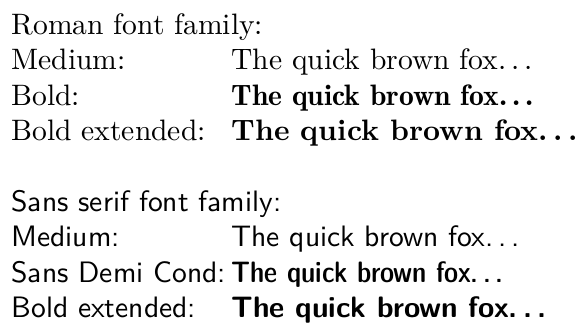 Roman font family:
Medium: The quick brown fox...
Bold: The quick brown fox...
Bold extended: The quick brown fox...
Sans serif font family:
Medium: The quick brown fox...
Sans Demi Cond: The quick brown fox...
Bold extended: The quick brown fox...